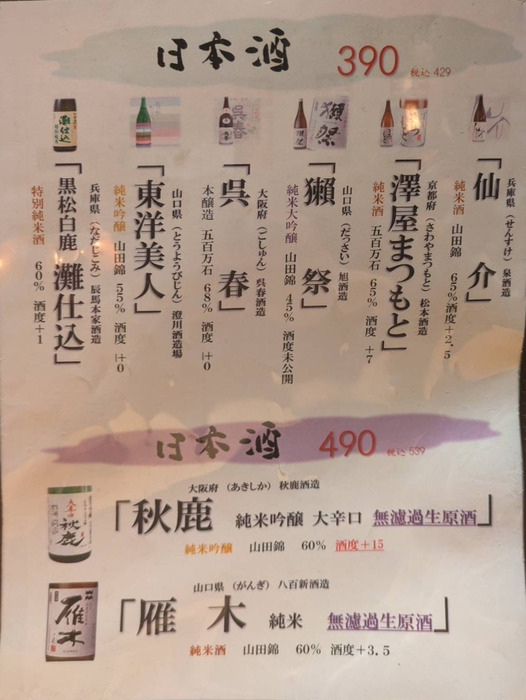 日本酒 390 税込 429
兵庫県（せんすけ）泉酒造
「仙介」
純米酒 山田錦 65% 酒度+2.5
京都府（さわやまつもと）松本酒造
「澤屋まつもと」
純米酒 五百万石 65% 酒度 +7
山口県（だっさい）旭酒造
「獺祭」
純米大吟醸 山田錦 45% 酒度未公開
大阪府（ごしゅん）呉春酒造
「呉春」
本醸造 五百万石 68% 酒度 ±0
山口県（とうようびじん）澄川酒造場
「東洋美人」
純米吟醸 山田錦 55% 酒度 ±0
兵庫県（なだじこみ）辰馬本家酒造
「黒松白鹿 灘仕込」
特別純米酒 60% 酒度+1
日本酒 490 税込 539
大阪府（あきしか）秋鹿酒造
「秋鹿 純米吟醸 大辛口 無濾過生原酒」
純米吟醸 山田錦 60% 酒度+15
山口県（がんぎ）八百新酒造
「雁木 純米 無濾過生原酒」
純米酒 山田錦 60% 酒度+3.5
灘仕込
呉春
獺祭
秋鹿
雁木